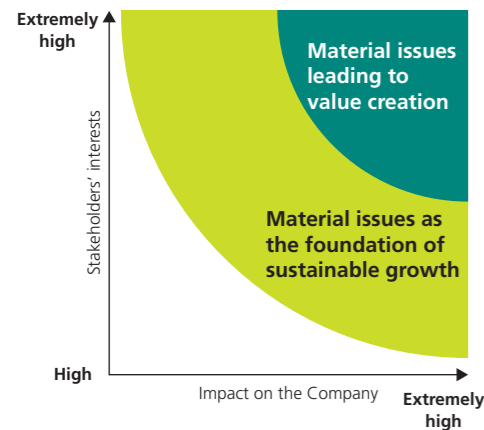 Extremely
high
Material issues
leading to
value creation
Stakeholders' interests
Material issues as
the foundation of
sustainable growth
High
Impact on the Company
Extremely
high